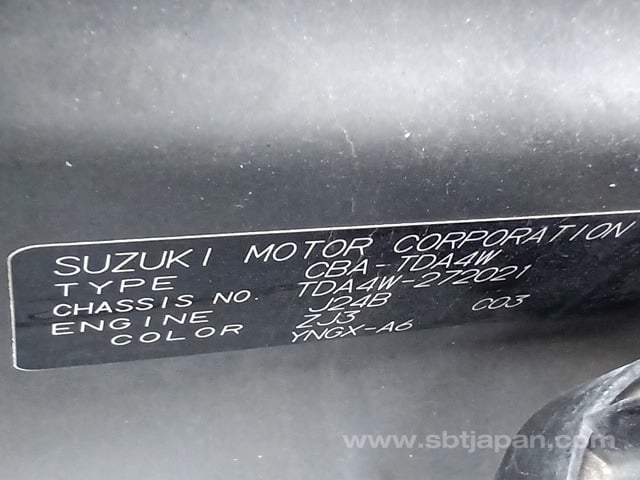 SUZUKI MOTOR CORPORATION
TYPE CBA-TDA4W
CHASSIS NO. TDA4W-272021
ENGINE J24B C03
COLOR ZJ3
YNGX-A6
www.sbtjapan.com